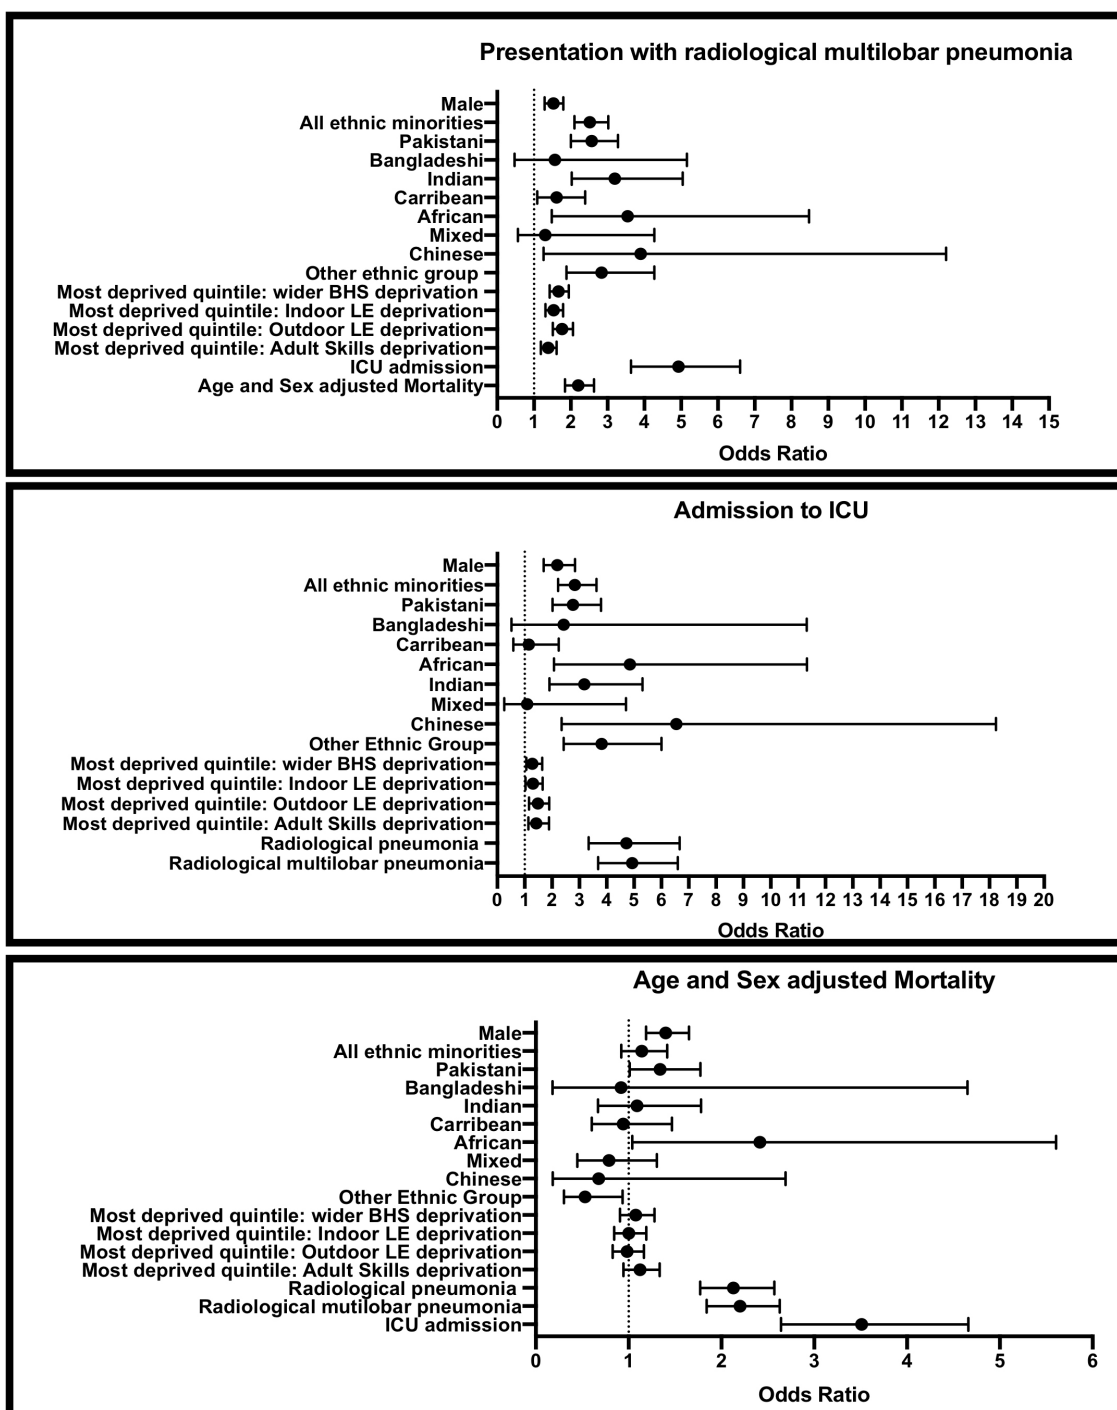 Presentation with radiological multilobar pneumonia
Male
All ethnic minorities
Pakistani
Bangladeshi
Indian
Carribean
African
Mixed
Chinese
Other ethnic group
Most deprived quintile: wider BHS deprivation
Most deprived quintile: Indoor LE deprivation
Most deprived quintile: Outdoor LE deprivation
Most deprived quintile: Adult Skills deprivation
ICU admission
Age and Sex adjusted Mortality
0 1 2 3 4 5 6 7 8 9 10 11 12 13 14 15
Odds Ratio
Admission to ICU
Male
All ethnic minorities
Pakistani
Bangladeshi
Carribean
African
Indian
Mixed
Chinese
Other Ethnic Group
Most deprived quintile: wider BHS deprivation
Most deprived quintile: Indoor LE deprivation
Most deprived quintile: Outdoor LE deprivation
Most deprived quintile: Adult Skills deprivation
Radiological pneumonia
Radiological multilobar pneumonia
0 1 2 3 4 5 6 7 8 9 10 11 12 13 14 15 16 17 18 19 20
Odds Ratio
Age and Sex adjusted Mortality
Male
All ethnic minorities
Pakistani
Bangladeshi
Indian
Carribean
African
Mixed
Chinese
Other Ethnic Group
Most deprived quintile: wider BHS deprivation
Most deprived quintile: Indoor LE deprivation
Most deprived quintile: Outdoor LE deprivation
Most deprived quintile: Adult Skills deprivation
Radiological pneumonia
Radiological mutilobar pneumonia
ICU admission
0 1 2 3 4 5 6
Odds Ratio